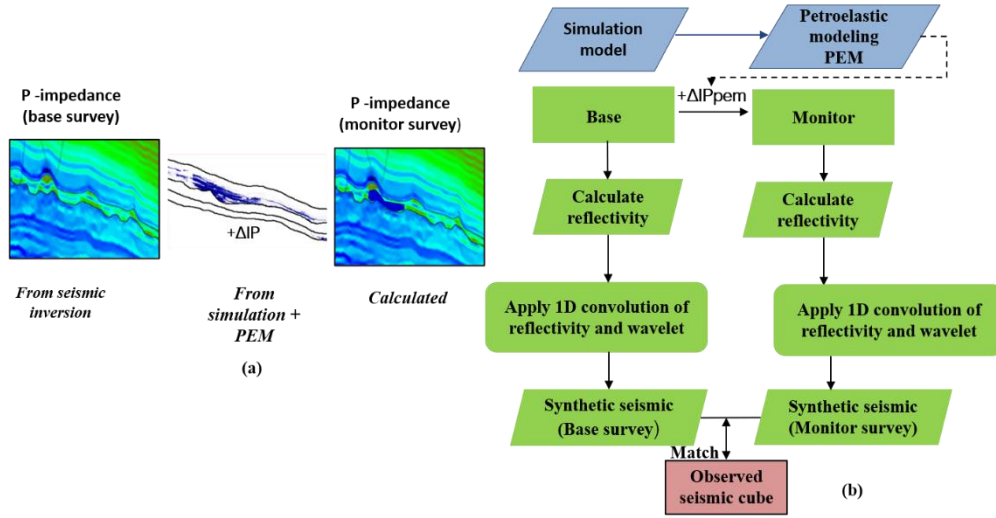 P -impedance
(base survey)
P -impedance
(monitor survey)
+ΔIP
From seismic
inversion
From
simulation +
PEM
Calculated
(a)
Simulation
model
Petroelastic
modeling
PEM
+ΔIPpem
Base
Monitor
Calculate
reflectivity
Calculate
reflectivity
Apply 1D convolution of
reflectivity and wavelet
Apply 1D convolution of
reflectivity and wavelet
Synthetic seismic
(Base survey)
Synthetic seismic
(Monitor survey)
Match
Observed
seismic cube
(b)